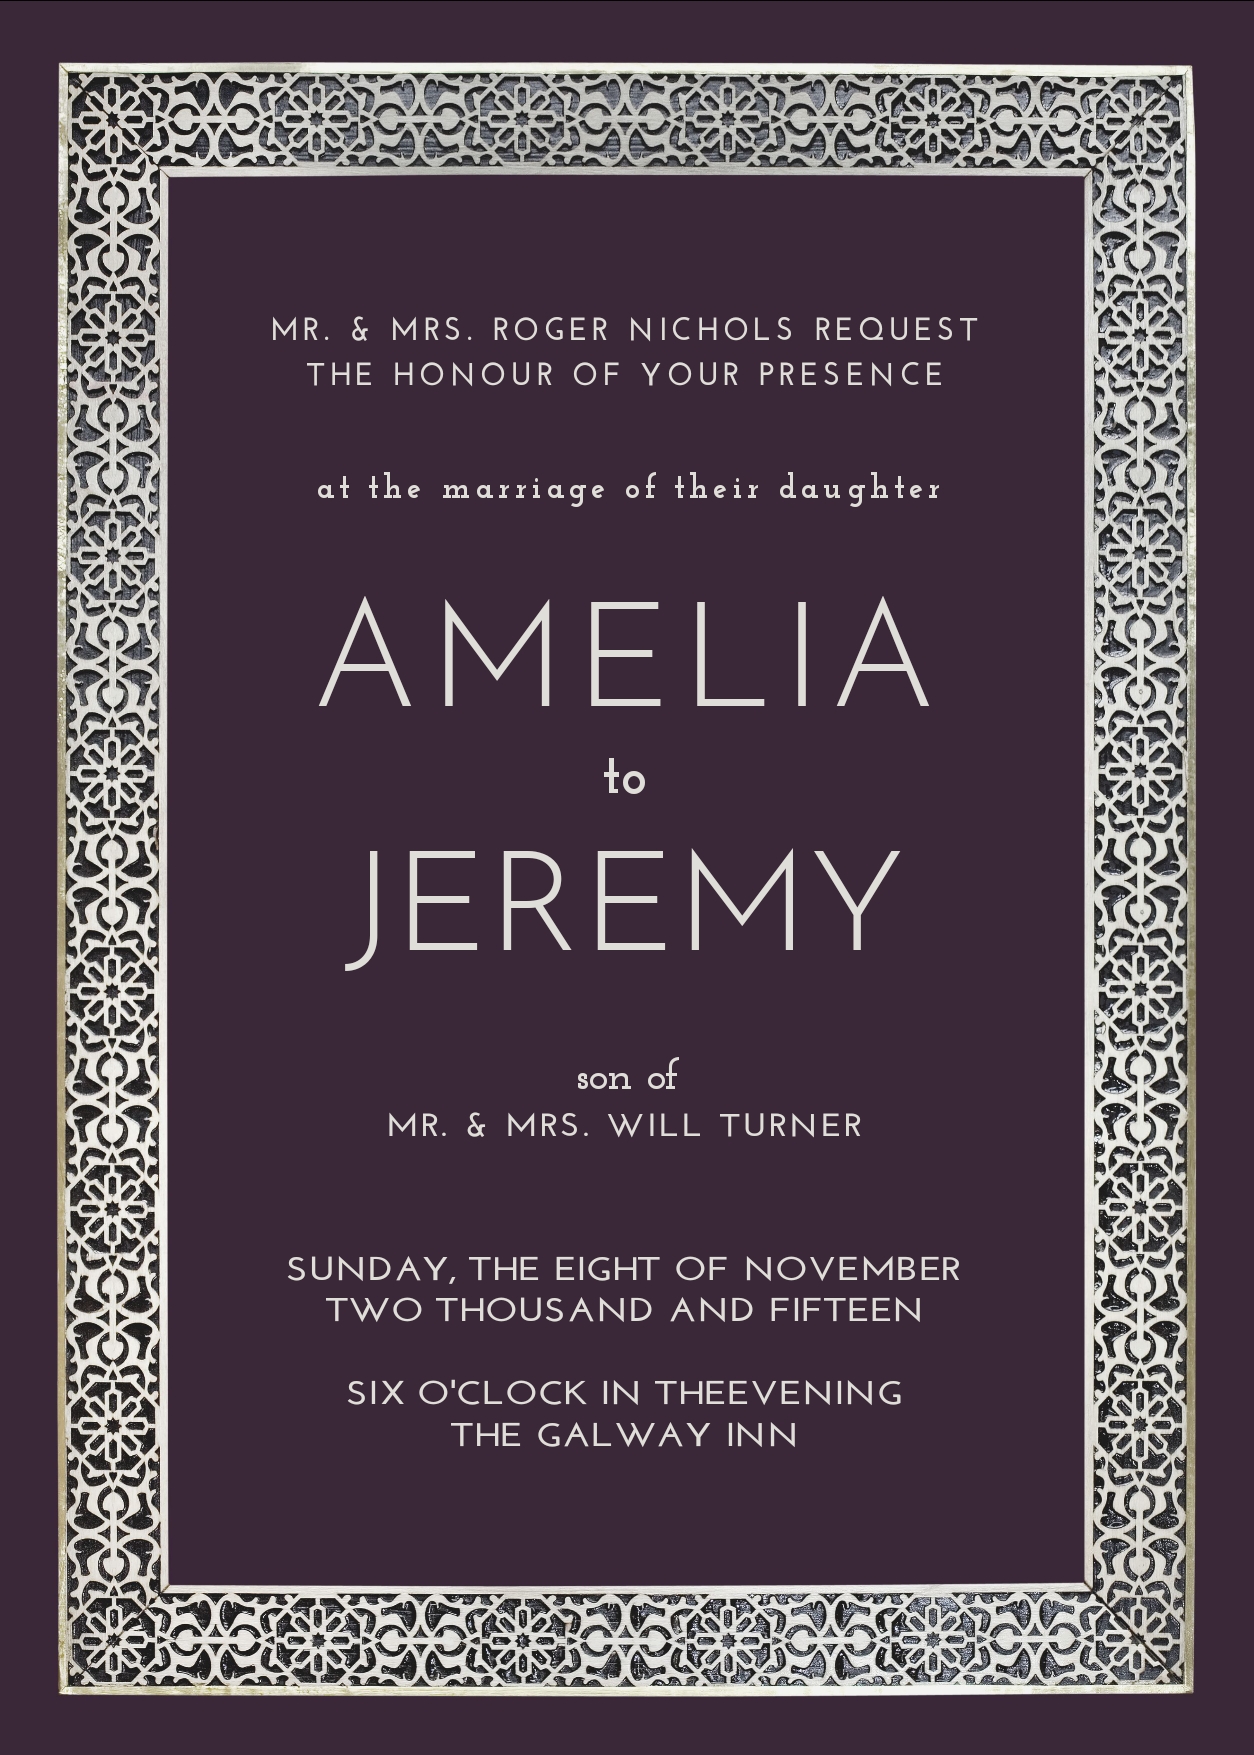 MR. & MRS. ROGER NICHOLS REQUEST
THE HONOUR OF YOUR PRESENCE
at the marriage of their daughter
AMELIA
to
JEREMY
son of
MR. & MRS. WILL TURNER
SUNDAY, THE EIGHT OF NOVEMBER
TWO THOUSAND AND FIFTEEN
SIX O'CLOCK IN THEEVENING
THE GALWAY INN